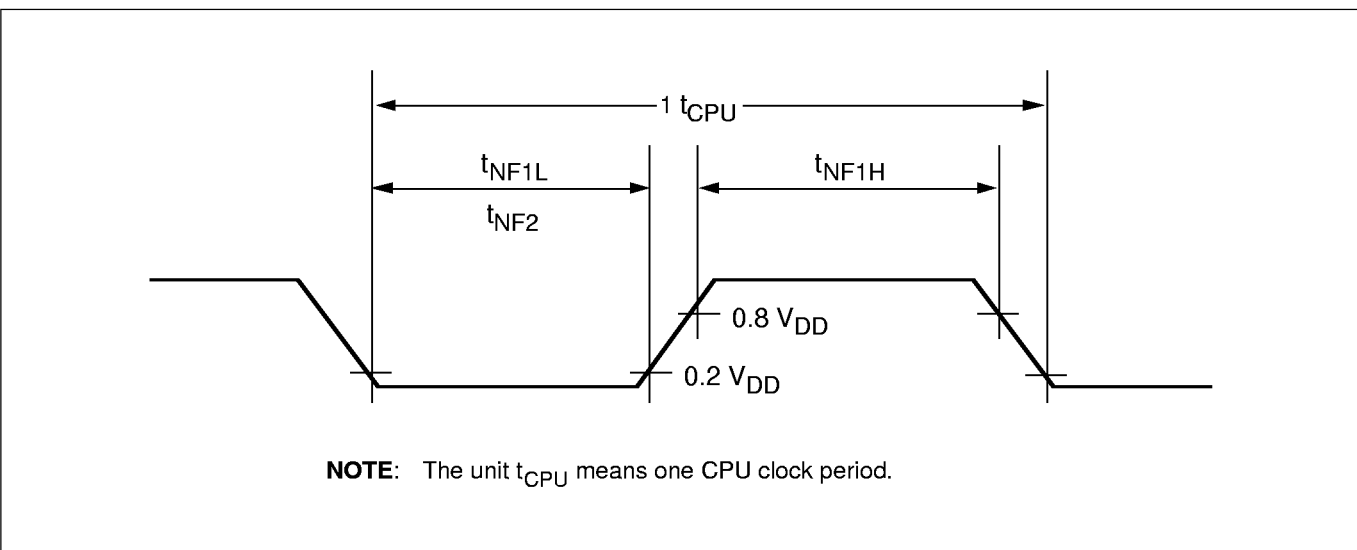 1 tCPU
tNF1L
tNF1H
tNF2
0.8 VDD
0.2 VDD
NOTE: The unit tCPU means one CPU clock period.